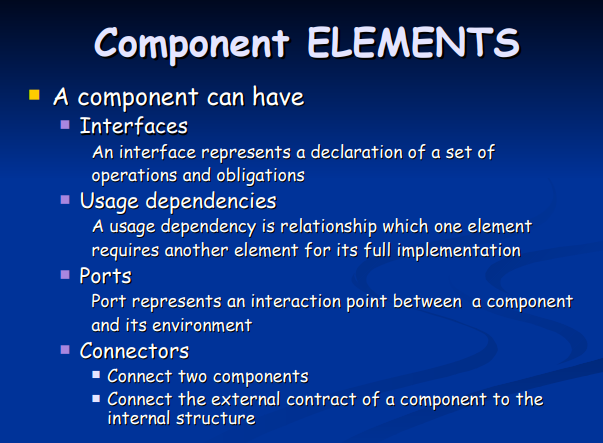 Component ELEMENTS
A component can have
Interfaces
An interface represents a declaration of a set of
operations and obligations
Usage dependencies
A usage dependency is relationship which one element
requires another element for its full implementation
Ports
Port represents an interaction point between a component
and its environment
Connectors
Connect two components
Connect the external contract of a component to the
internal structure